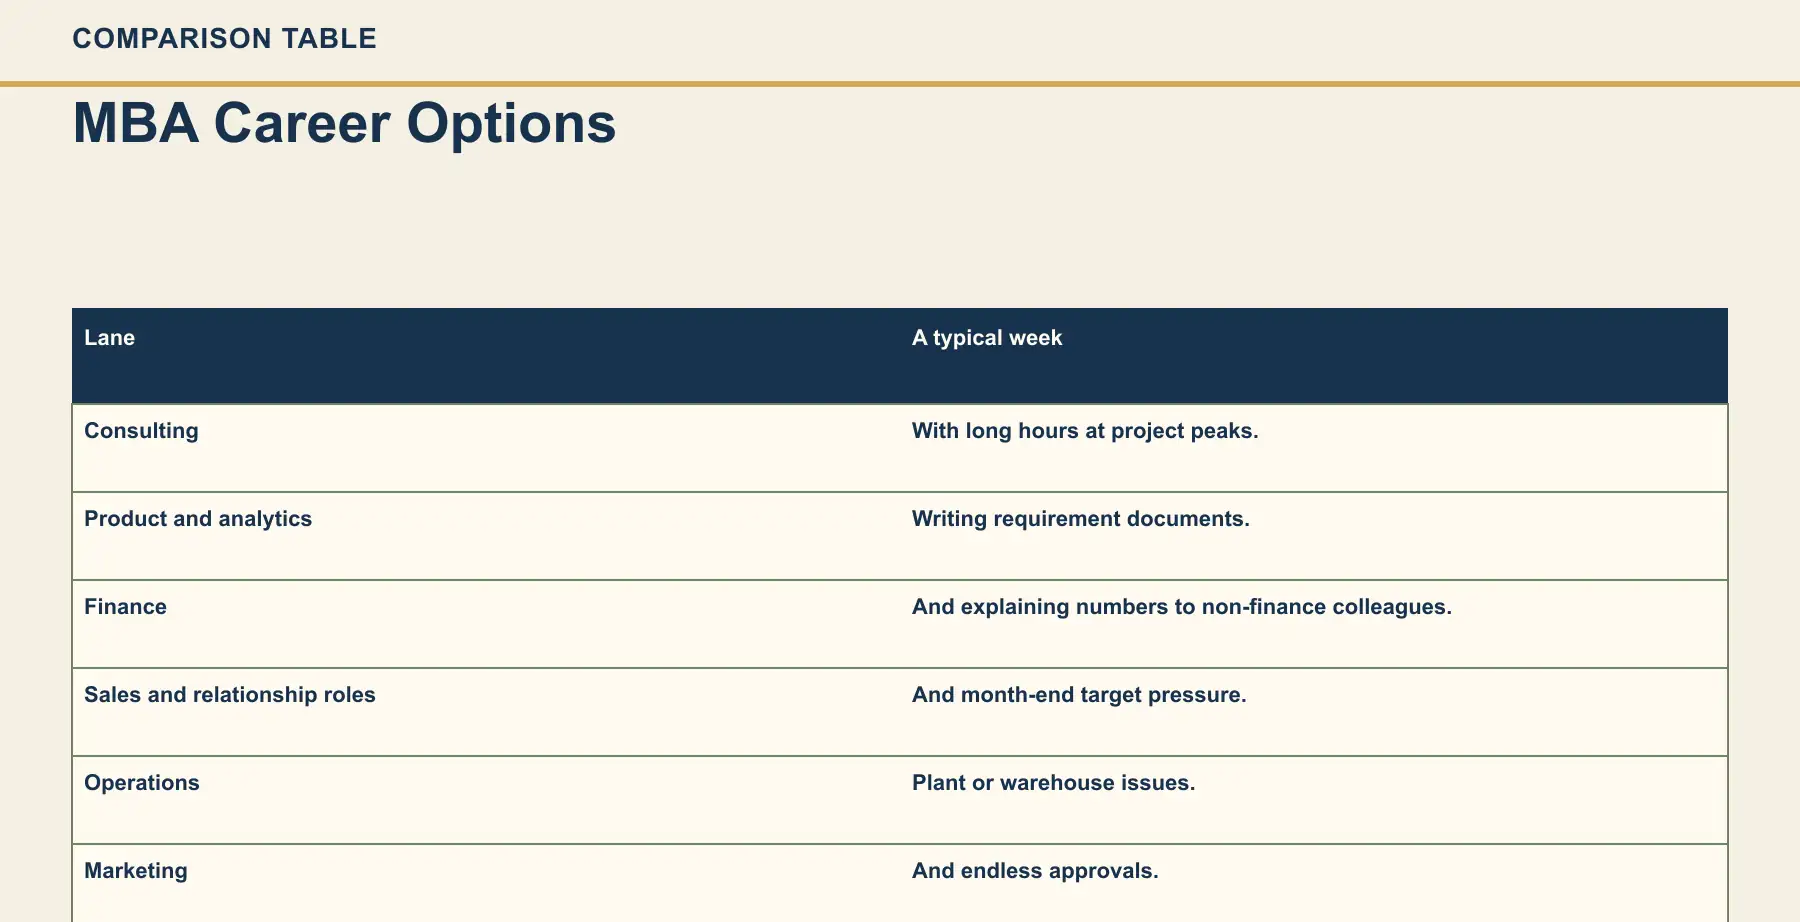 COMPARISON TABLE
MBA Career Options
Lane A typical week
Consulting With long hours at project peaks.
Product and analytics Writing requirement documents.
Finance And explaining numbers to non-finance colleagues.
Sales and relationship roles And month-end target pressure.
Operations Plant or warehouse issues.
Marketing And endless approvals.